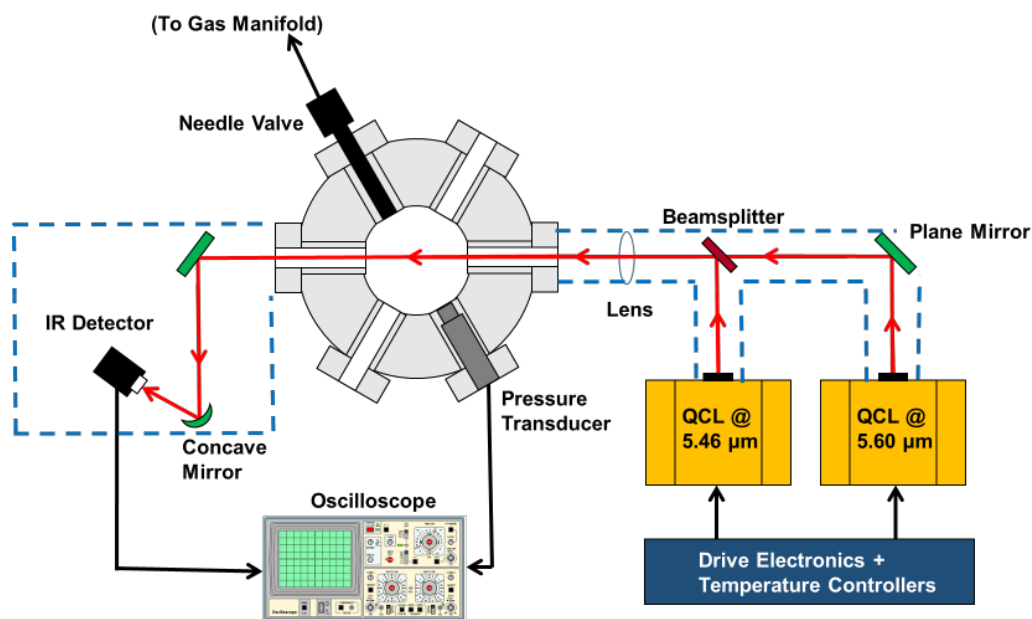 (To Gas Manifold)
Needle Valve
Beamsplitter
Plane Mirror
Lens
IR Detector
Pressure
Transducer
QCL @
5.46 µm
QCL @
5.60 µm
Concave
Mirror
Oscilloscope
Drive Electronics +
Temperature Controllers
Oscilloscope